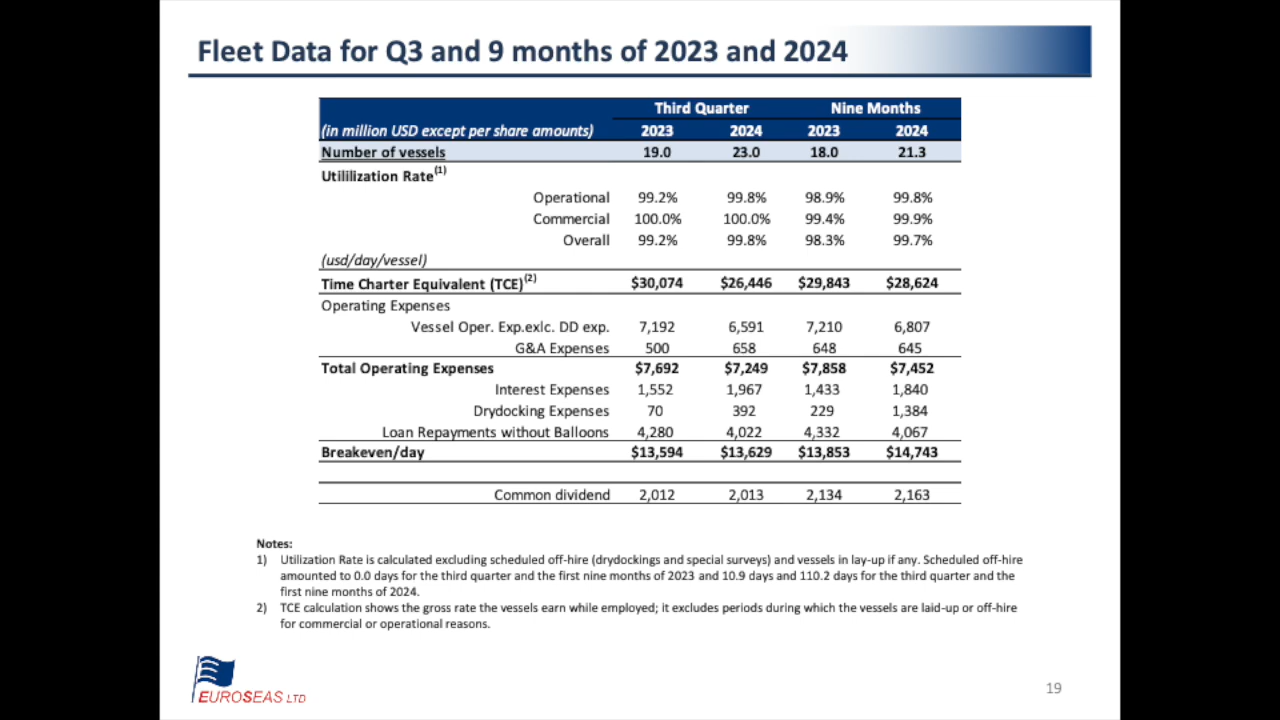 Fleet Data for Q3 and 9 months of 2023 and 2024
Third Quarter Nine Months
(in million USD except per share amounts) 2023 2024 2023 2024
Number of vessels 19.0 23.0 18.0 21.3
Utililization Rate(1)
Operational 99.2% 99.8% 98.9% 99.8%
Commercial 100.0% 100.0% 99.4% 99.9%
Overall 99.2% 99.8% 98.3% 99.7%
(usd/day/vessel)
Time Charter Equivalent (TCE)(2) $30,074 $26,446 $29,843 $28,624
Operating Expenses
Vessel Oper. Exp.exlc. DD exp. 7,192 6,591 7,210 6,807
G&A Expenses 500 658 648 645
Total Operating Expenses $7,692 $7,249 $7,858 $7,452
Interest Expenses 1,552 1,967 1,433 1,840
Drydocking Expenses 70 392 229 1,384
Loan Repayments without Balloons 4,280 4,022 4,332 4,067
Breakeven/day $13,594 $13,629 $13,853 $14,743
Common dividend 2,012 2,013 2,134 2,163
Notes:
1) Utilization Rate is calculated excluding scheduled off-hire (drydockings and special surveys) and vessels in lay-up if any. Scheduled off-hire
amounted to 0.0 days for the third quarter and the first nine months of 2023 and 10.9 days and 110.2 days for the third quarter and the
first nine months of 2024.
2) TCE calculation shows the gross rate the vessels earn while employed; it excludes periods during which the vessels are laid-up or off-hire
for commercial or operational reasons.
EUROSEAS LTD
19